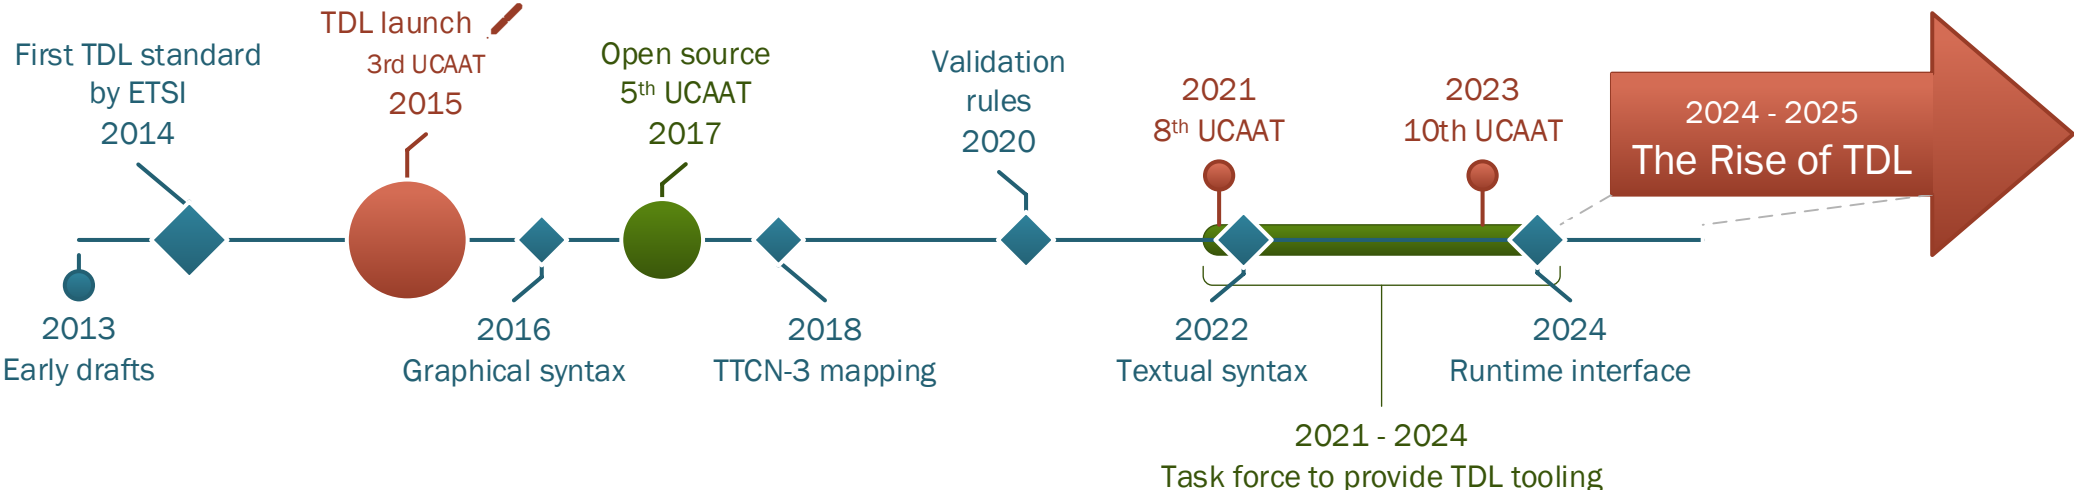 First TDL standard
by ETSI
2014
TDL launch
3rd UCAAT
2015
Open source
5th UCAAT
2017
Validation
rules
2020
2021
8th UCAAT
2023
10th UCAAT
2024 - 2025
The Rise of TDL
2013
Early drafts
2016
Graphical syntax
2018
TTCN-3 mapping
2022
Textual syntax
2024
Runtime interface
2021 - 2024
Task force to provide TDL tooling